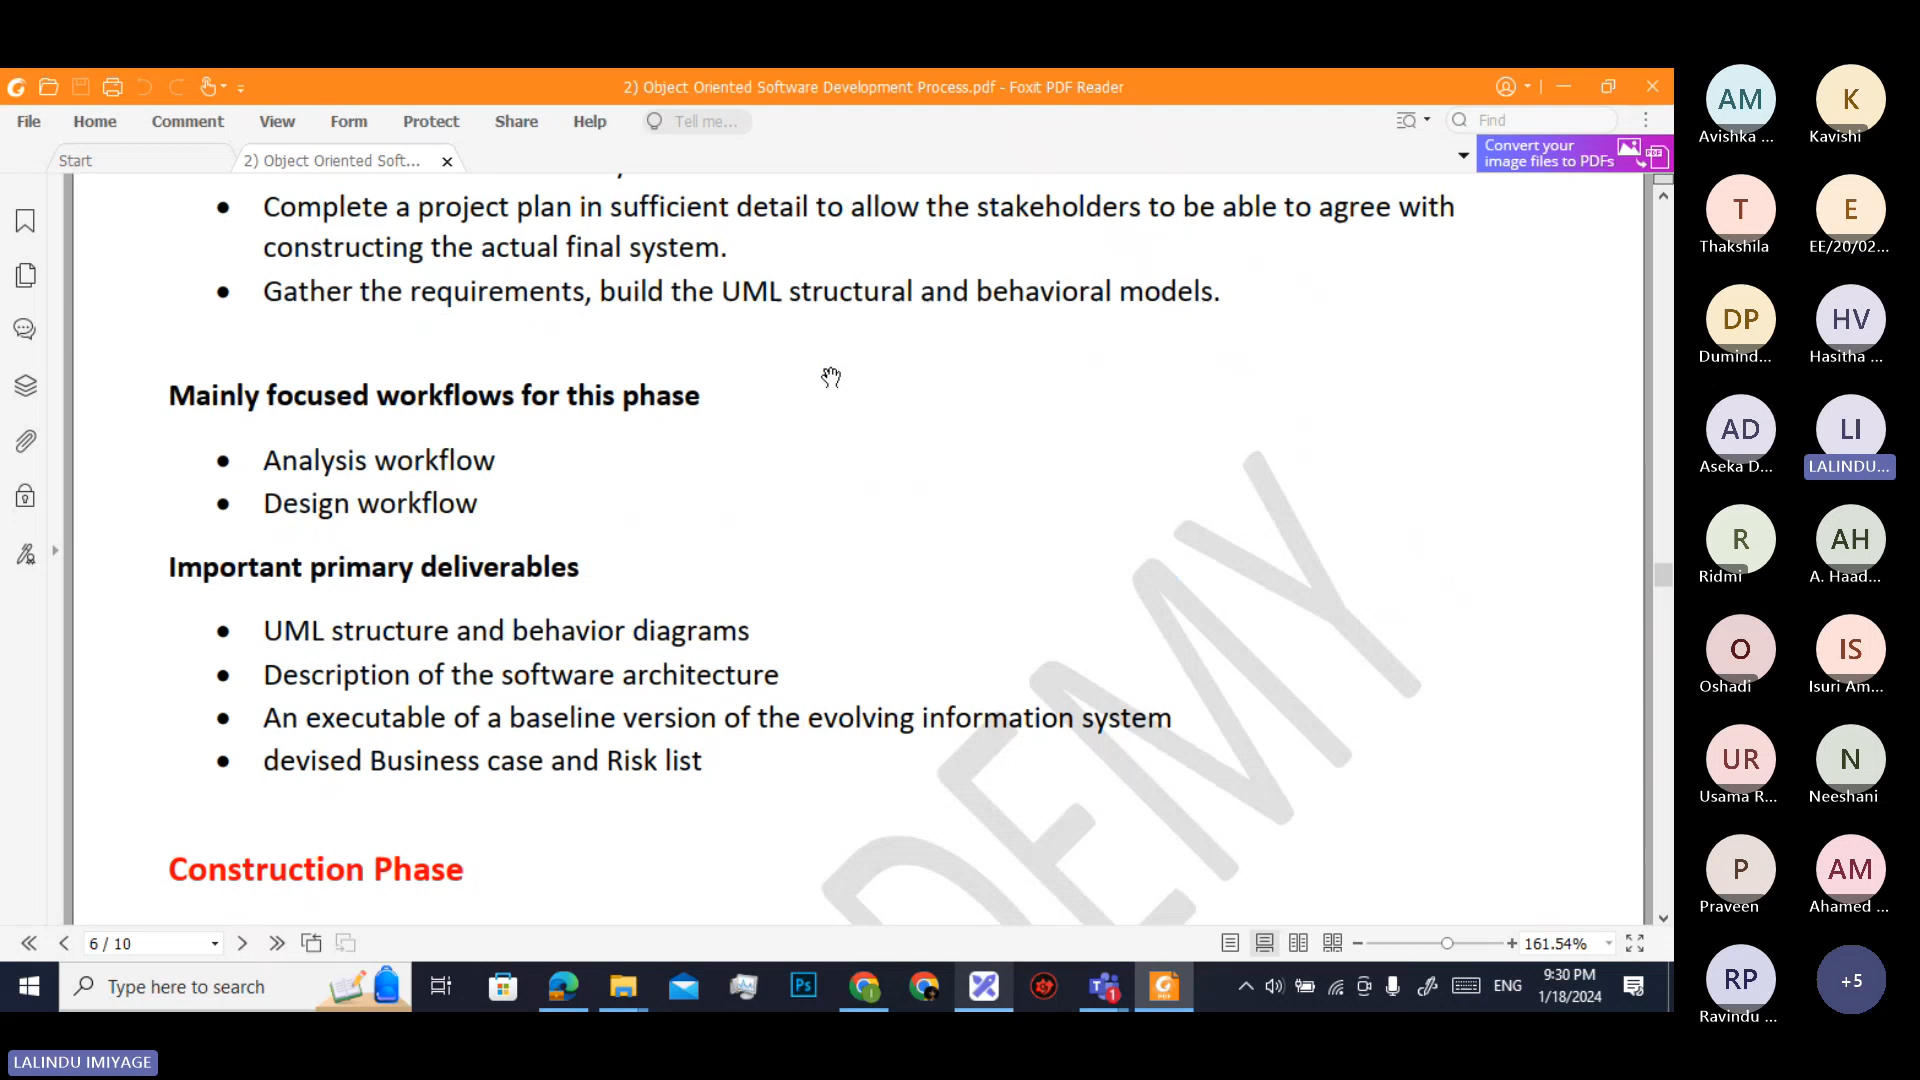 2) Object Oriented Software Development Process.pdf - Foxit PDF Reader
File Home Comment View Form Protect Share Help Tell me... Find
Start 2) Object Oriented Soft... Convert your
image files to PDFs
• Complete a project plan in sufficient detail to allow the stakeholders to be able to agree with
constructing the actual final system.
• Gather the requirements, build the UML structural and behavioral models.
Mainly focused workflows for this phase
• Analysis workflow
• Design workflow
Important primary deliverables
• UML structure and behavior diagrams
• Description of the software architecture
• An executable of a baseline version of the evolving information system
• devised Business case and Risk list
Construction Phase
DEMY
6 / 10 161.54%
Type here to search Ps 1 ENG 9:30 PM
1/18/2024
LALINDU IMIYAGE
AM K
Avishka ... Kavishi
T E
Thakshila EE/20/02...
DP HV
Dumind... Hasitha ...
AD LI
Aseka D... LALINDU...
R AH
Ridmi A. Haad...
O IS
Oshadi Isuri Am...
UR N
Usama R... Neeshani
P AM
Praveen Ahamed ...
RP +5
Ravindu ...